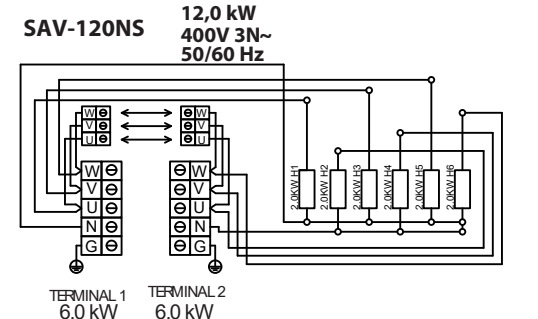 SAV-120NS
12,0 kW
400V 3N~
50/60 Hz
W
V
U
W
V
U
W
V
U
N
G
W
V
U
N
G
2.0KW H1
2.0KW H2
2.0KW H3
2.0KW H4
2.0KW H5
2.0KW H6
TERMINAL 1
6.0 kW
TERMINAL 2
6.0 kW